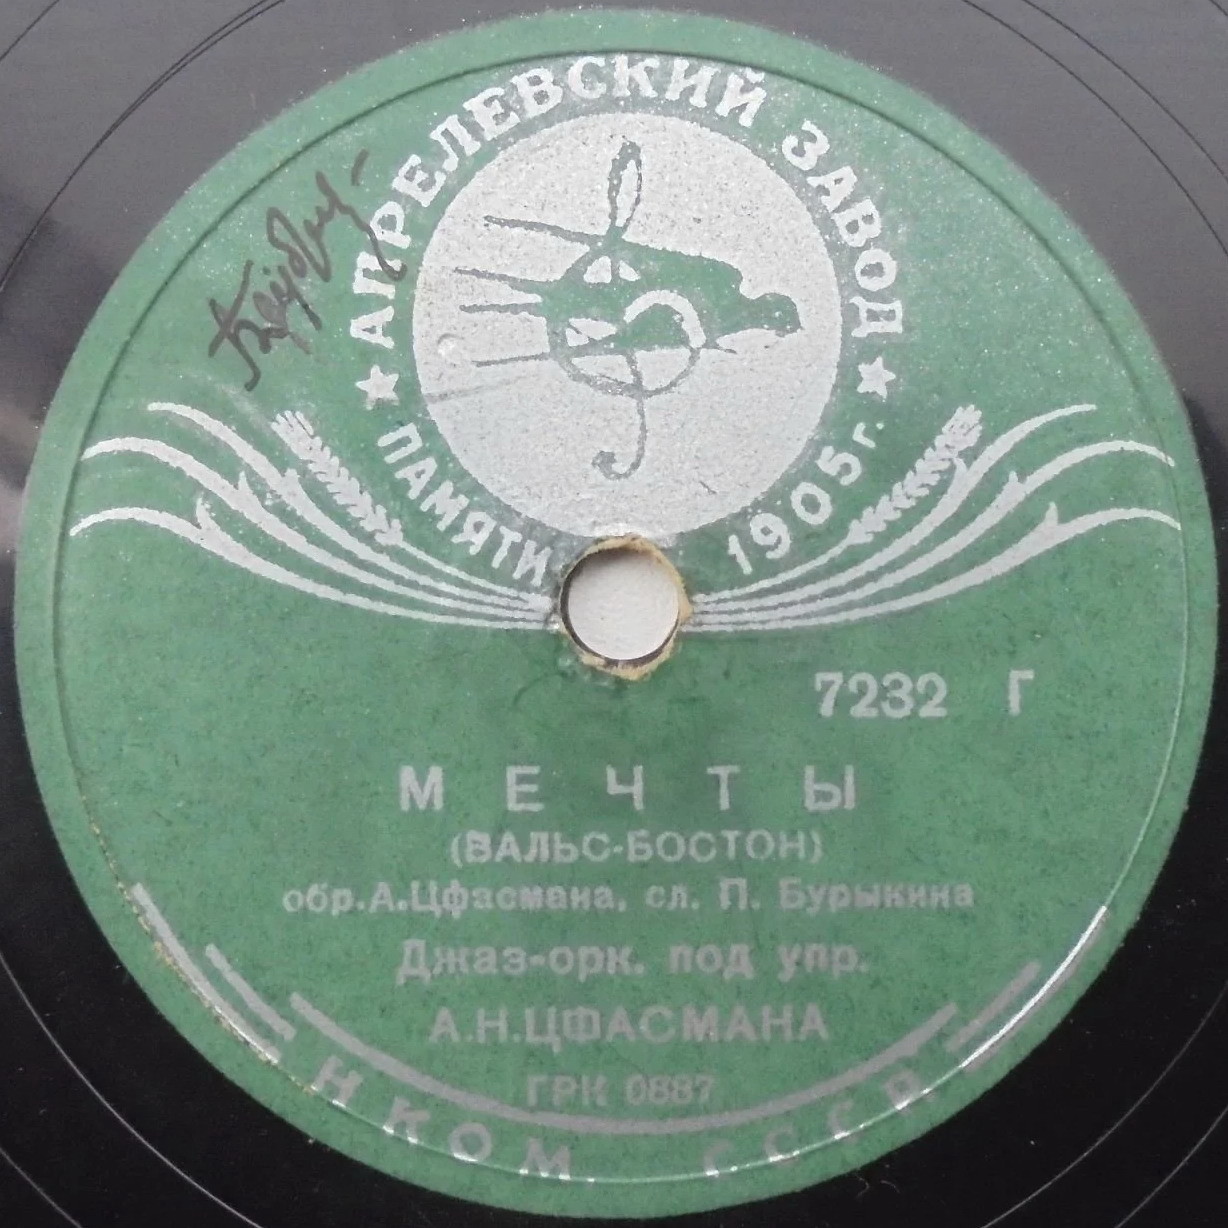 АПРЕЛЕВСКИЙ ЗАВОД
ПАМЯТИ 1905 г.
7232 Г
МЕЧТЫ
(ВАЛЬС-БОСТОН)
обр.А.Цфасмана, сл. П. Бурыкина
Джаз-орк. под упр.
А.Н.ЦФАСМАНА
ГРК 0887
НКОМ СССР